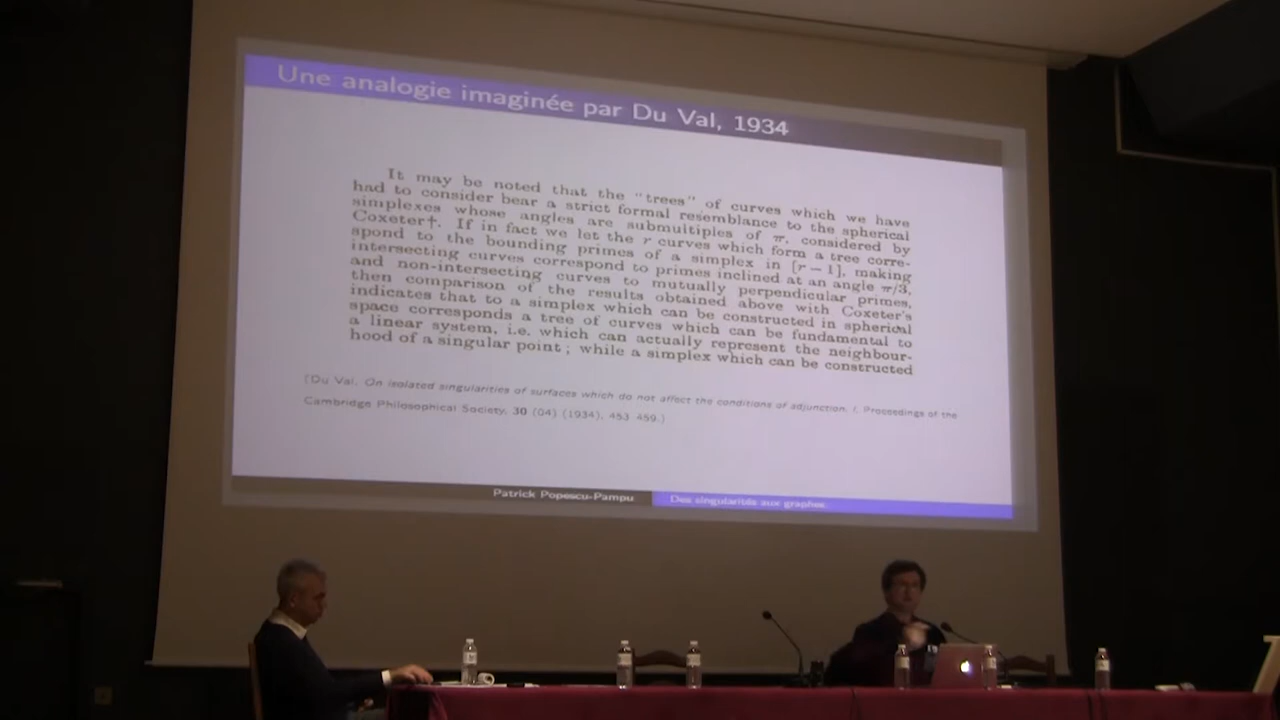 Une analogie imaginée par Du Val, 1934
It may be noted that the "trees" of curves which we have
had to consider bear a strict formal resemblance to the spherical
simplexes whose angles are submultiples of π, considered by
Coxeter†. If in fact we let the r curves which form a tree corre-
spond to the bounding primes of a simplex in [r − 1], making
intersecting curves correspond to primes inclined at an angle π/3,
and non-intersecting curves to mutually perpendicular primes,
then comparison of the results obtained above with Coxeter's
indicates that to a simplex which can be constructed in spherical
space corresponds a tree of curves which can be fundamental to
a linear system, i.e. which can actually represent the neighbour-
hood of a singular point; while a simplex which can be constructed
(Du Val, On isolated singularities of surfaces which do not affect the conditions of adjunction, I, Proceedings of the
Cambridge Philosophical Society, 30 (04) (1934), 453 459.)
Patrick Popescu-Pampu Des singularités aux graphes.